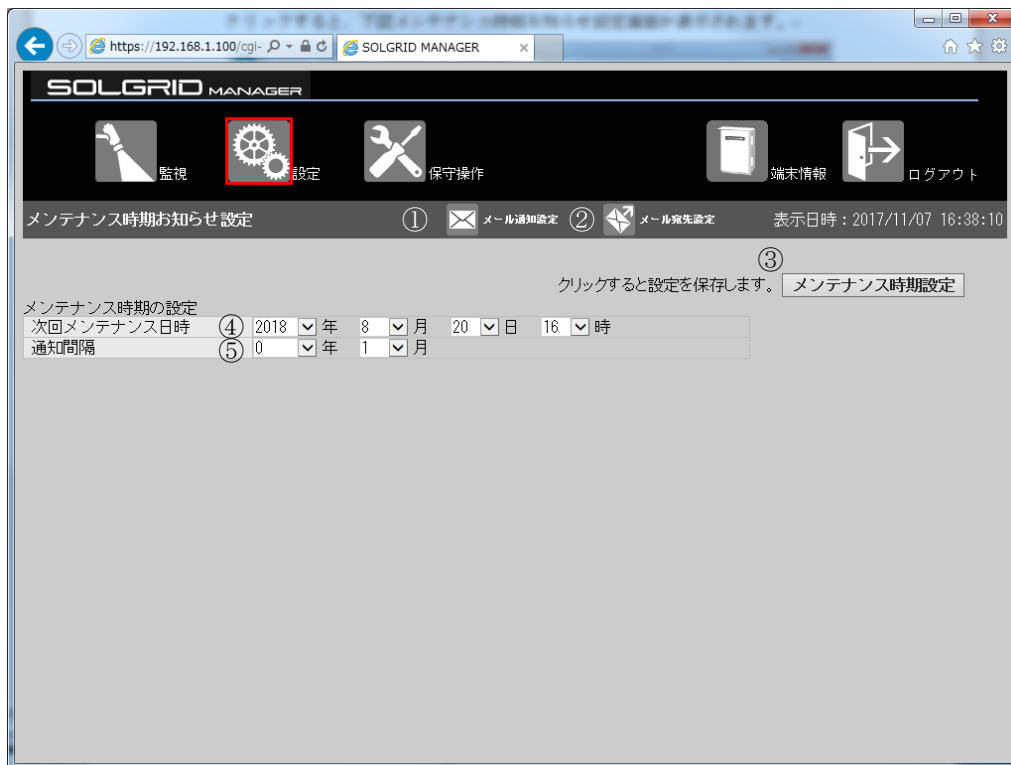 https://192.168.1.100/cgi-
SOLGRID MANAGER
SOLGRID MANAGER
監視
設定
保守操作
端末情報
ログアウト
メンテナンス時期お知らせ設定
① メール通知設定
② メール宛先設定
表示日時：2017/11/07 16:38:10
③
クリックすると設定を保存します。 メンテナンス時期設定
メンテナンス時期の設定
次回メンテナンス日時 ④ 2018 年 8 月 20 日 16 時
通知間隔 ⑤ 0 年 1 月